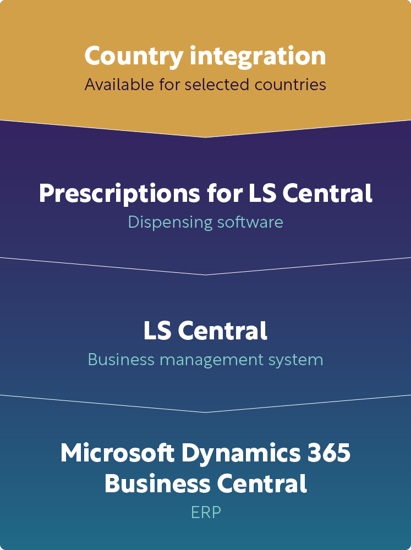 Country integration
Available for selected countries
Prescriptions for LS Central
Dispensing software
LS Central
Business management system
Microsoft Dynamics 365
Business Central
ERP